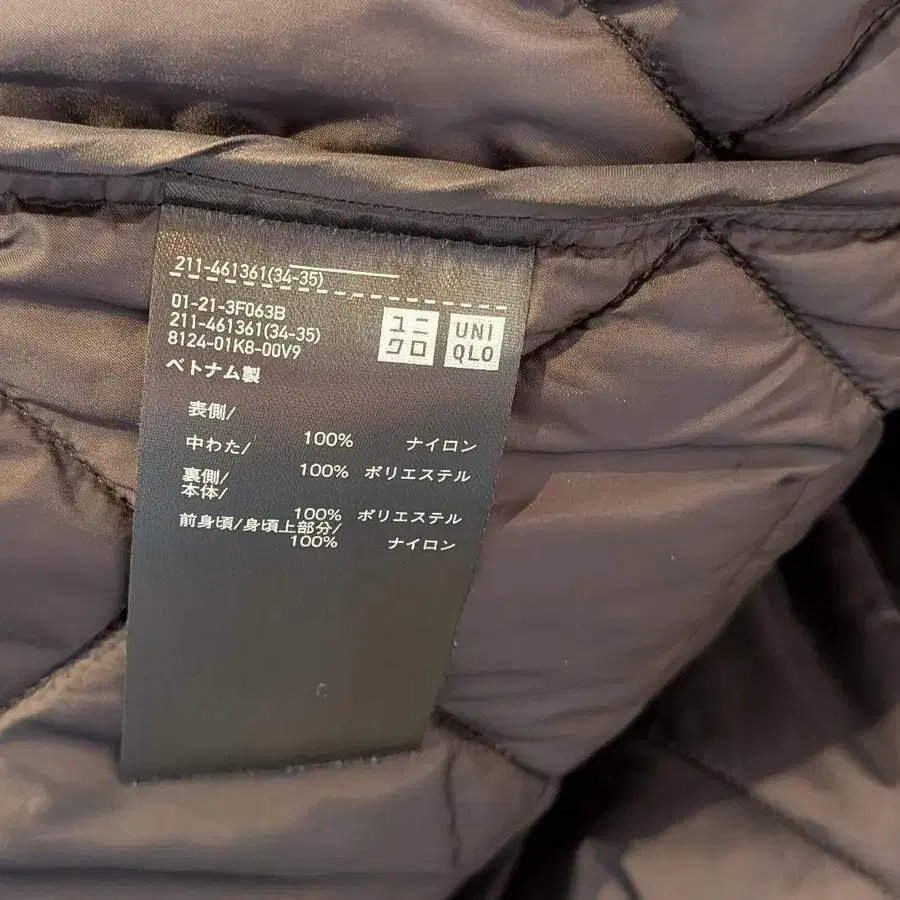 211-461361(34-35)
01-21-3F063B
211-461361(34-35)
8124-01K8-00V9
ユニ
クロ
UNI
QLO
ベトナム製
表側/
100% ナイロン
中わた/
100% ポリエステル
裏側/
本体/
100% ポリエステル
前身頃/身頃上部分/
100% ナイロン